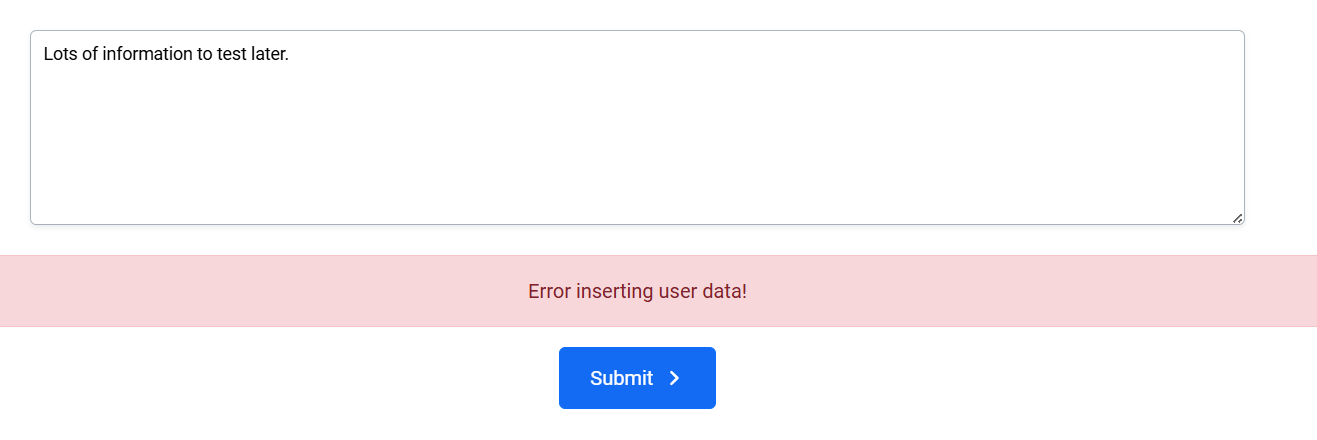 Lots of information to test later.
Error inserting user data!
Submit